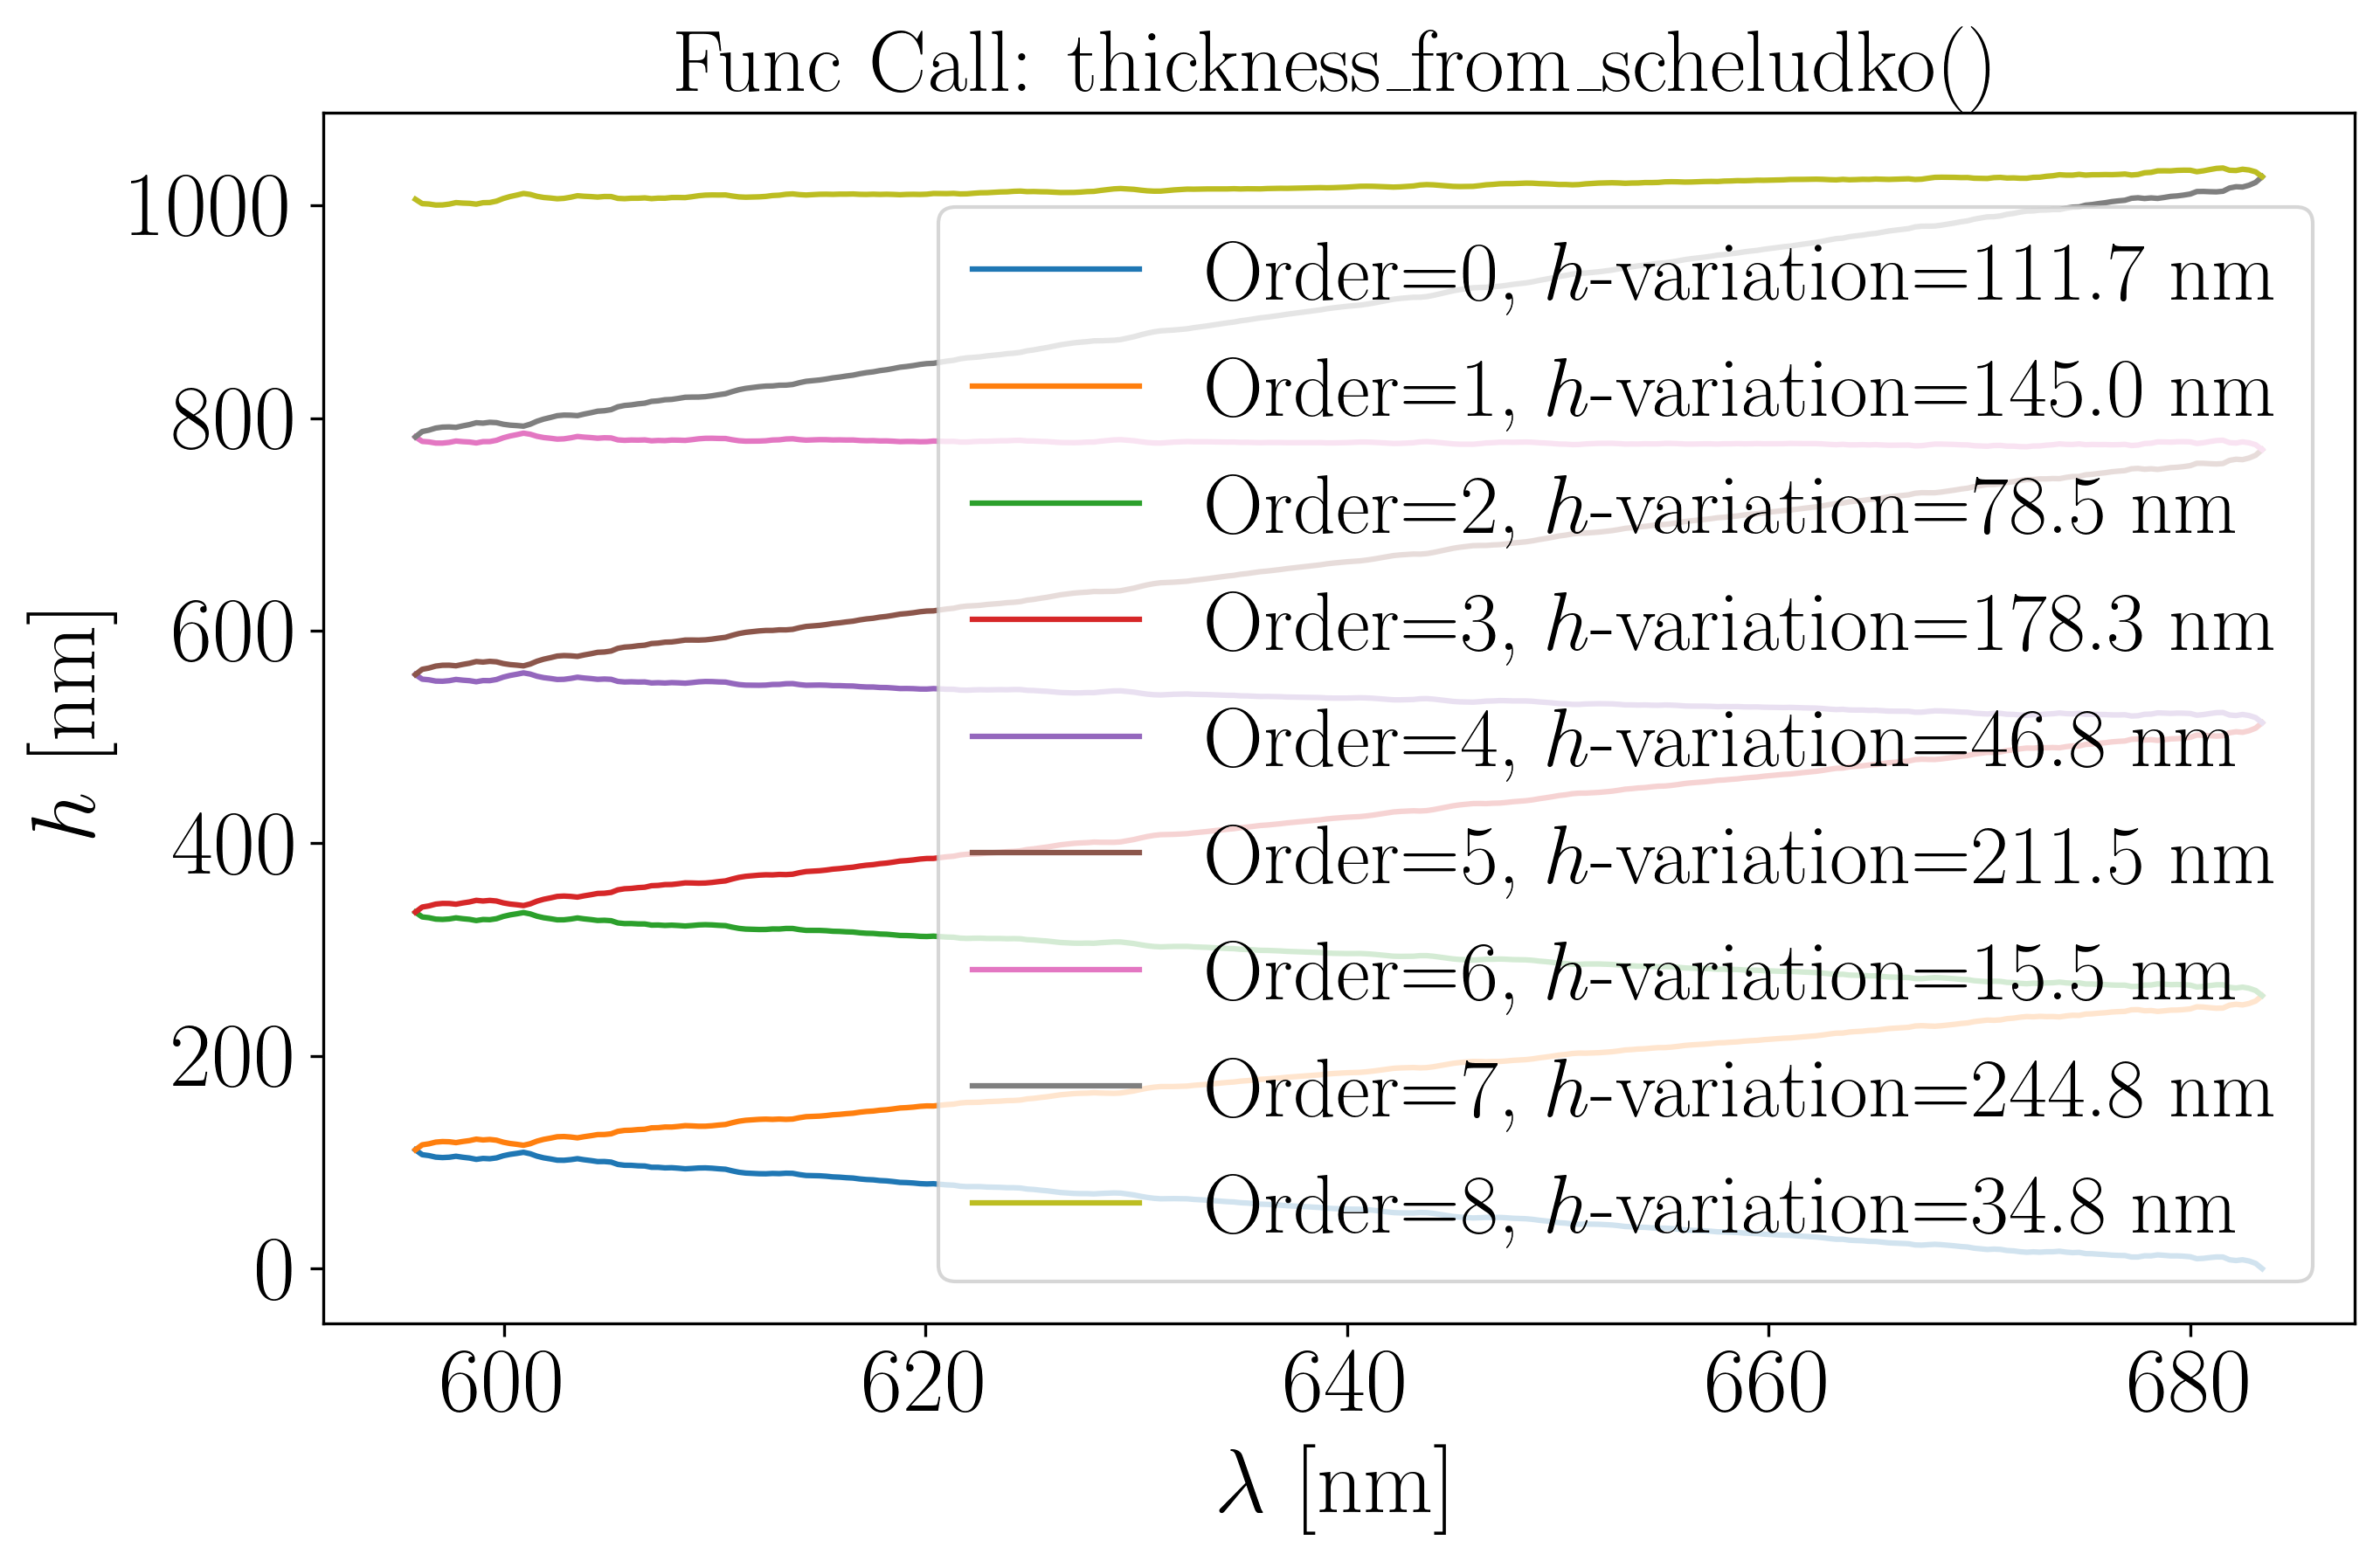 Func Call: thickness_from_scheludko()
h [nm]
1000
800
600
400
200
0
Order=0, h-variation=111.7 nm
Order=1, h-variation=145.0 nm
Order=2, h-variation=78.5 nm
Order=3, h-variation=178.3 nm
Order=4, h-variation=46.8 nm
Order=5, h-variation=211.5 nm
Order=6, h-variation=15.5 nm
Order=7, h-variation=244.8 nm
Order=8, h-variation=34.8 nm
600 620 640 660 680
λ [nm]